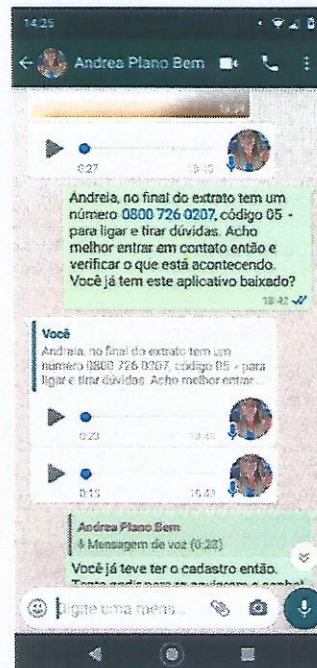 14:25
Andrea Plano Bem
0:27
Andreia, no final do extrato tem um
número 0800 726 0207, código 05 -
para ligar e tirar dúvidas. Acho
melhor entrar em contato então e
verificar o que está acontecendo.
Você já tem este aplicativo baixado?
18:42
Você
Andreia, no final do extrato tem um
número 0800 726 0207, código 05 - para
ligar e tirar dúvidas. Acho melhor entrar ...
0:23
0:15
18:43
Andrea Plano Bem
Mensagem de voz (0:23)
Você já teve ter o cadastro então.
Digite uma mens...